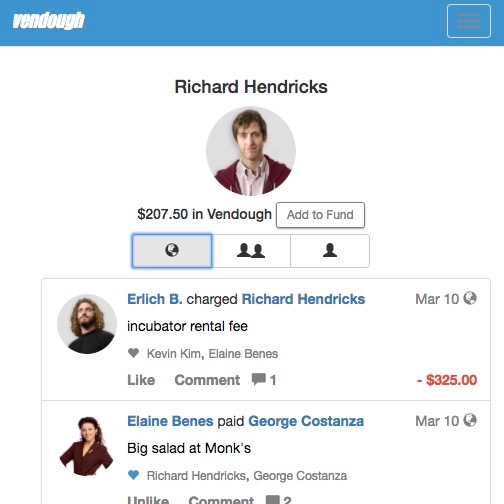 vendough
Richard Hendricks
$207.50 in Vendough Add to Fund
Erlich B. charged Richard Hendricks Mar 10
incubator rental fee
Kevin Kim, Elaine Benes
Like Comment 1 - $325.00
Elaine Benes paid George Costanza Mar 10
Big salad at Monk's
Richard Hendricks, George Costanza
Unlike Comment 2